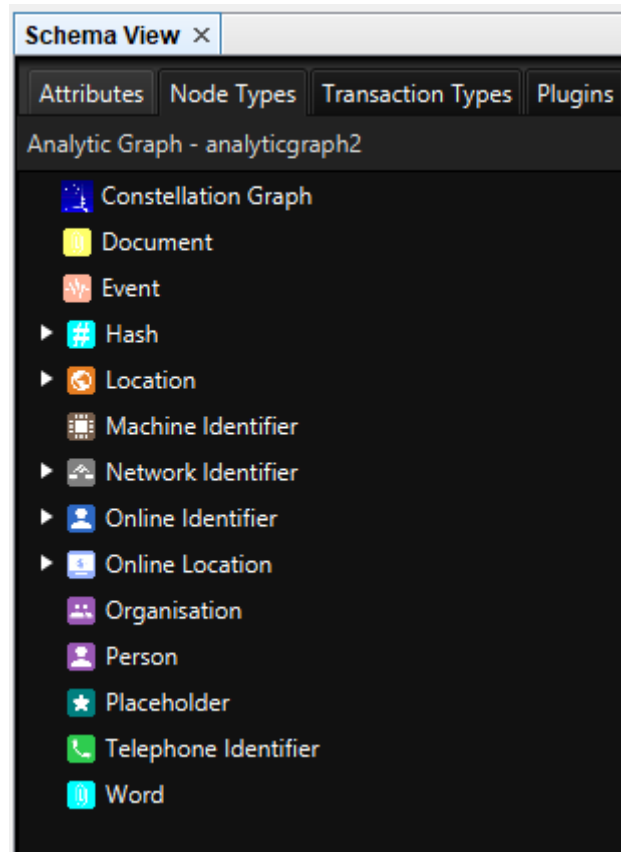 Schema View ×
Attributes Node Types Transaction Types Plugins
Analytic Graph - analyticgraph2
Constellation Graph
Document
Event
# Hash
Location
Machine Identifier
Network Identifier
Online Identifier
Online Location
Organisation
Person
Placeholder
Telephone Identifier
Word